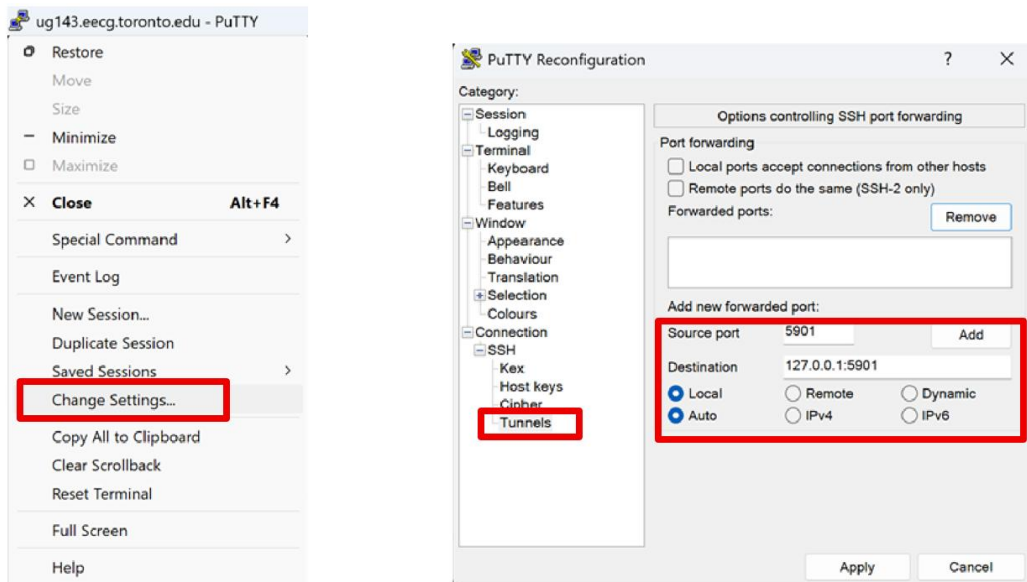 ug143.eecg.toronto.edu - PuTTY
Restore
Move
Size
Minimize
Maximize
Close Alt+F4
Special Command
Event Log
New Session...
Duplicate Session
Saved Sessions
Change Settings...
Copy All to Clipboard
Clear Scrollback
Reset Terminal
Full Screen
Help
PuTTY Reconfiguration
Category:
Session
Logging
Terminal
Keyboard
Bell
Features
Window
Appearance
Behaviour
Translation
Selection
Colours
Connection
SSH
Kex
Host keys
Cipher
Tunnels
Options controlling SSH port forwarding
Port forwarding
Local ports accept connections from other hosts
Remote ports do the same (SSH-2 only)
Forwarded ports: Remove
Add new forwarded port:
Source port 5901 Add
Destination 127.0.0.1:5901
Local Remote Dynamic
Auto IPv4 IPv6
Apply Cancel